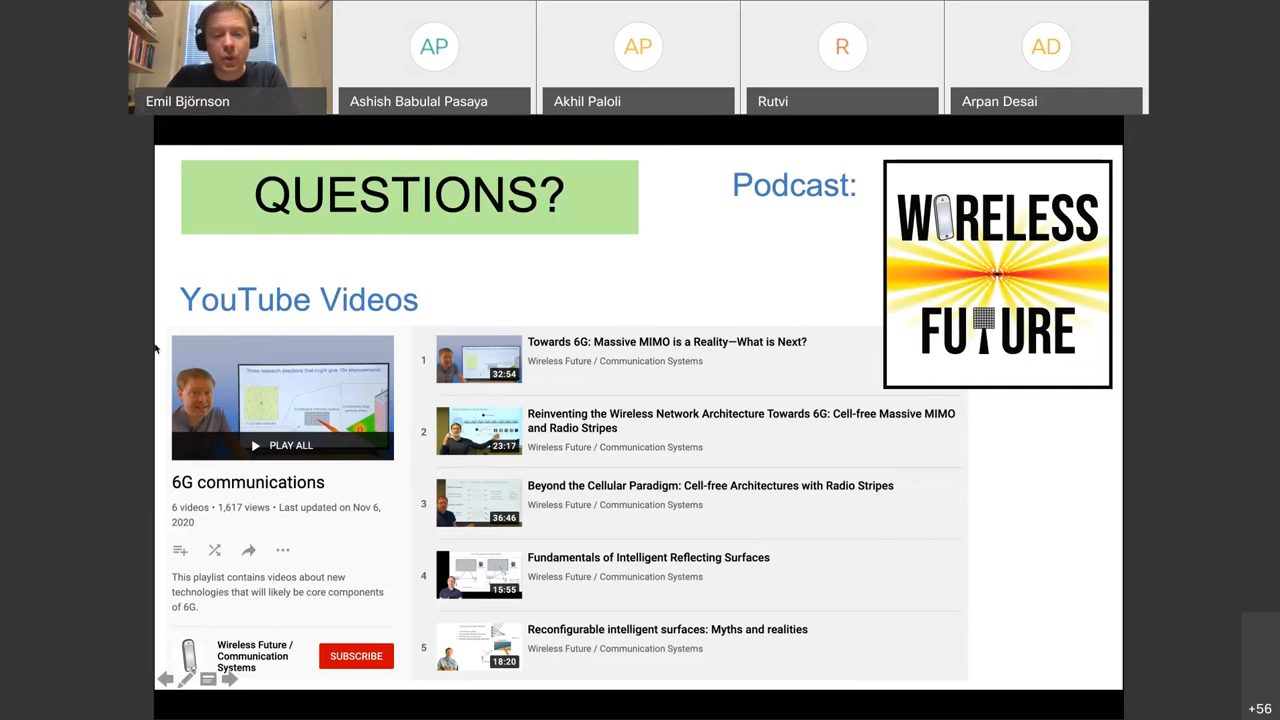 AP
AP
R
AD
Emil Björnson
Ashish Babulal Pasaya
Akhil Paloli
Rutvi
Arpan Desai
QUESTIONS?
Podcast:
WIRELESS
FUTURE
YouTube Videos
PLAY ALL
6G communications
6 videos • 1,617 views • Last updated on Nov 6,
2020
This playlist contains videos about new
technologies that will likely be core components
of 6G.
Wireless Future /
Communication
Systems
SUBSCRIBE
1
32:54
Towards 6G: Massive MIMO is a Reality—What is Next?
Wireless Future / Communication Systems
2
23:17
Reinventing the Wireless Network Architecture Towards 6G: Cell-free Massive MIMO
and Radio Stripes
Wireless Future / Communication Systems
3
36:46
Beyond the Cellular Paradigm: Cell-free Architectures with Radio Stripes
Wireless Future / Communication Systems
4
15:55
Fundamentals of Intelligent Reflecting Surfaces
Wireless Future / Communication Systems
5
18:20
Reconfigurable intelligent surfaces: Myths and realities
Wireless Future / Communication Systems
+56